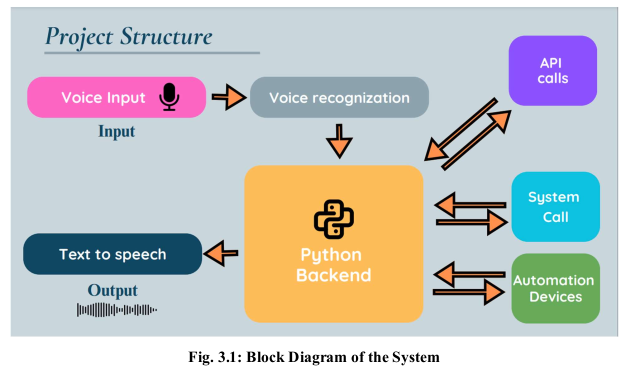 Project Structure
Voice Input
Input
Voice recognization
API
calls
Python
Backend
System
Call
Automation
Devices
Text to speech
Output
Fig. 3.1: Block Diagram of the System